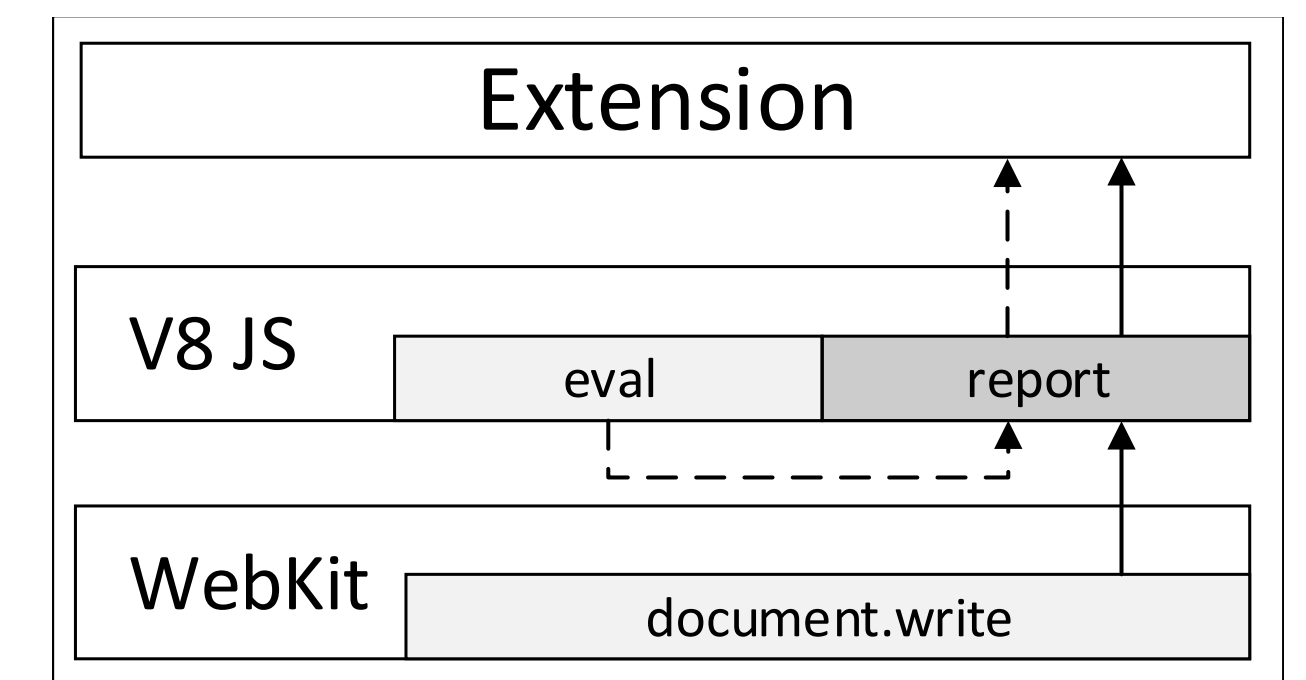 Extension
V8 JS
eval
report
WebKit
document.write